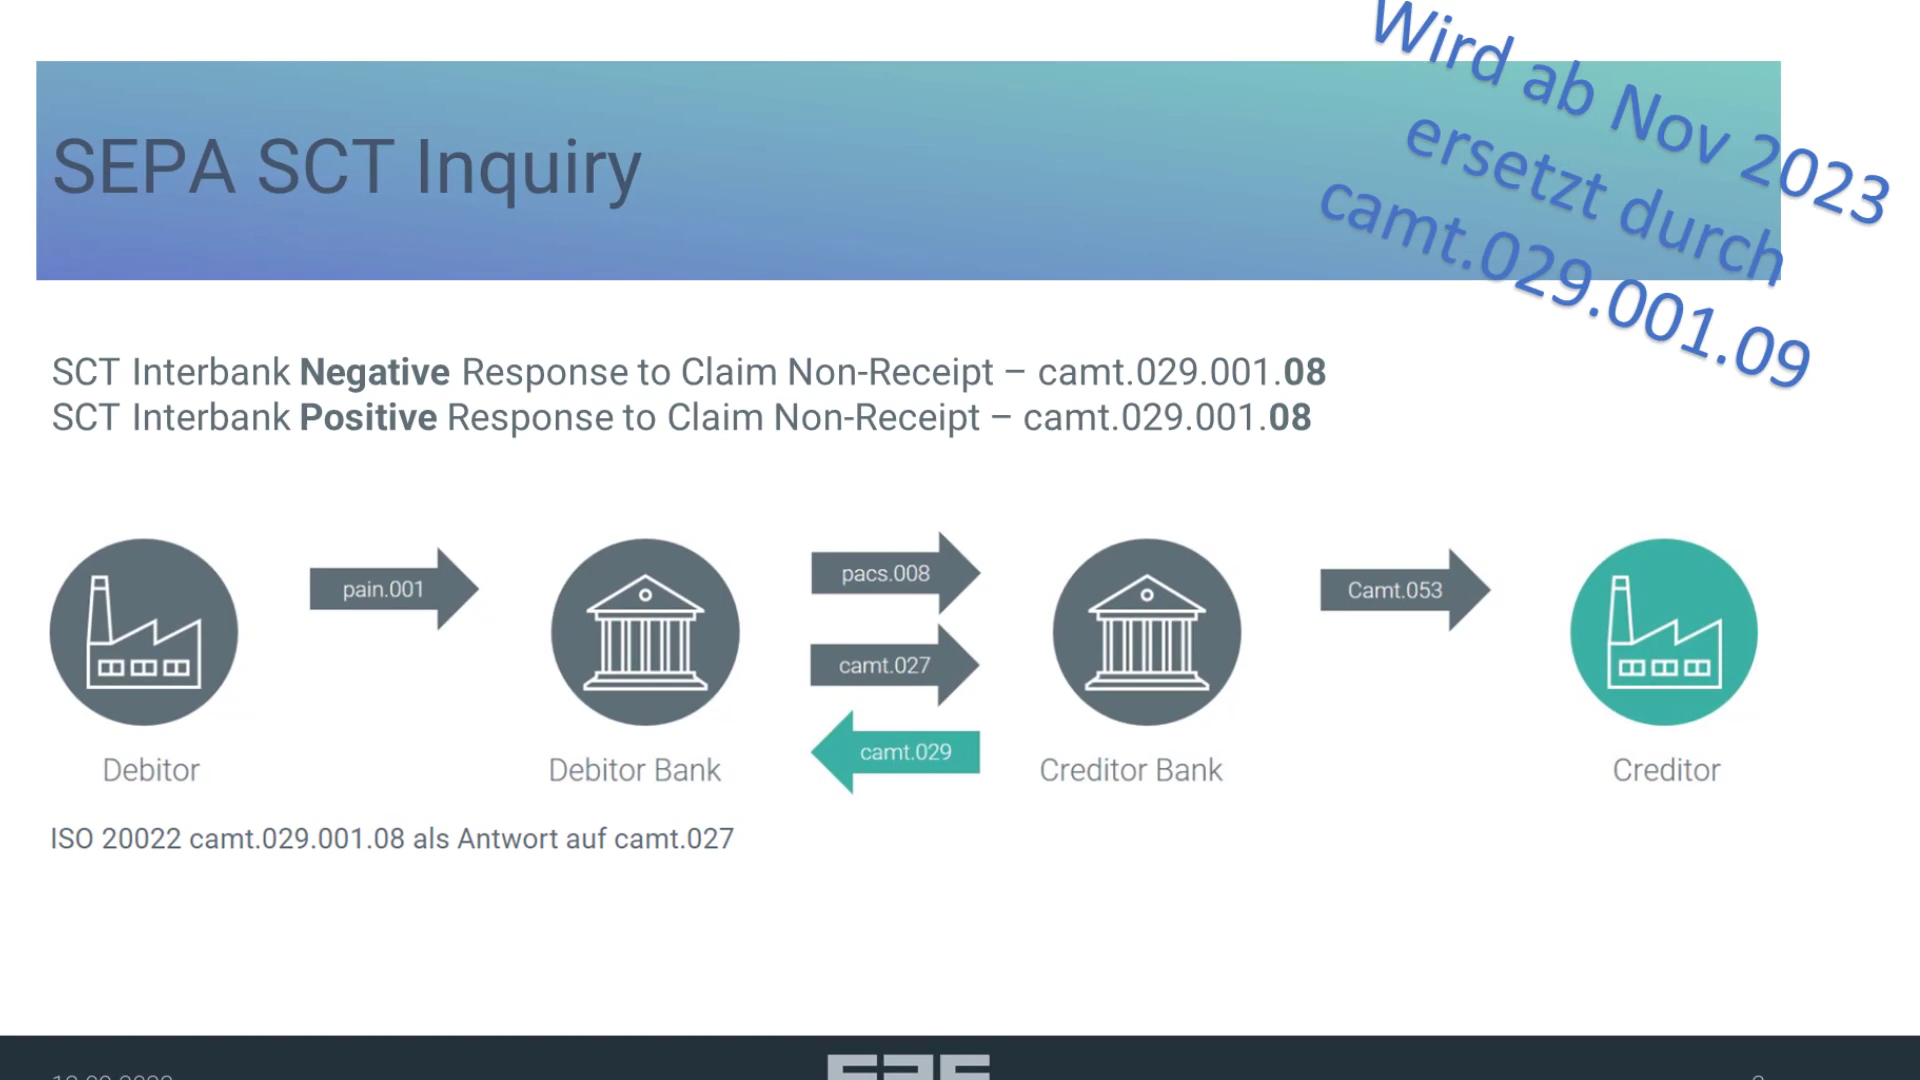 Wird ab Nov 2023
ersetzt durch
camt.029.001.09
SEPA SCT Inquiry
SCT Interbank Negative Response to Claim Non-Receipt – camt.029.001.08
SCT Interbank Positive Response to Claim Non-Receipt – camt.029.001.08
pain.001
pacs.008
camt.027
camt.029
Camt.053
Debitor
Debitor Bank
Creditor Bank
Creditor
ISO 20022 camt.029.001.08 als Antwort auf camt.027